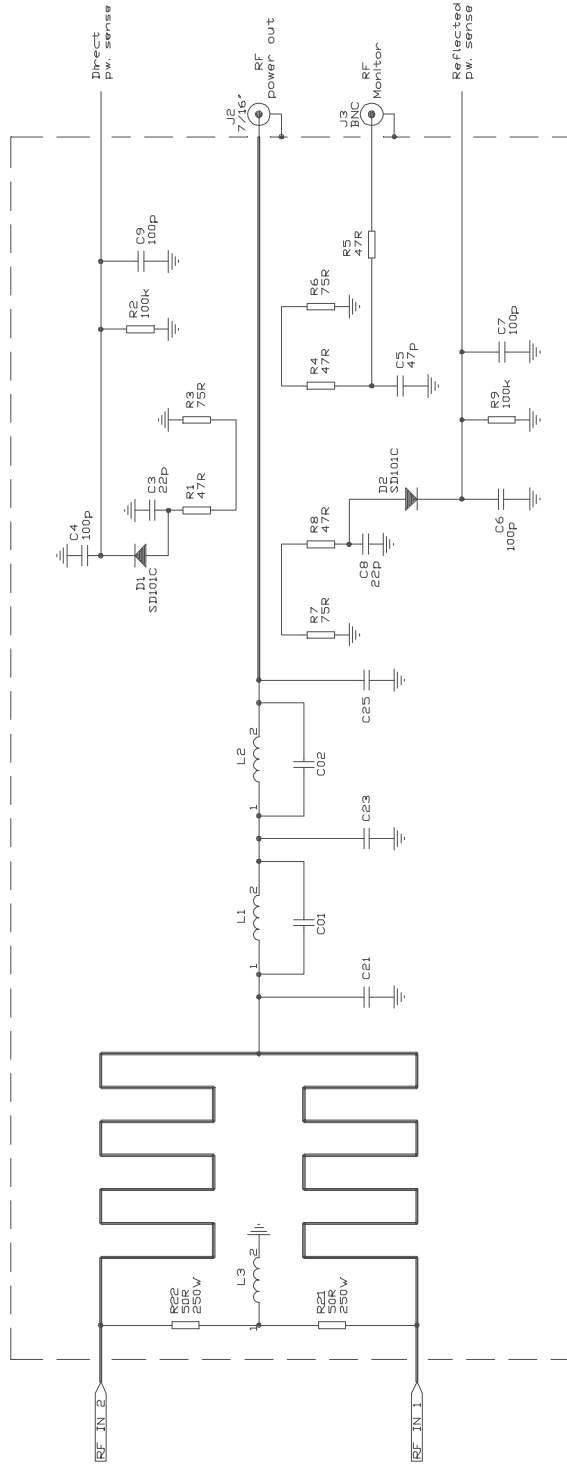 Direct
pw. sense
J2
7/16"
RF
power out
J3
BNC
RF
Monitor
Reflected
pw. sense
C9
100p
R2
100k
R3
75R
C3
22p
R1
47R
C4
100p
D1
SD101C
R6
75R
R5
47R
R4
47R
C5
47p
C7
100p
R9
100k
D2
SD101C
C6
100p
R8
47R
C8
22p
R7
75R
C25
L2
1
2
C02
C23
L1
1
2
C01
C21
L3
1
2
R22
50R
250W
R21
50R
250W
RF IN 2
RF IN 1